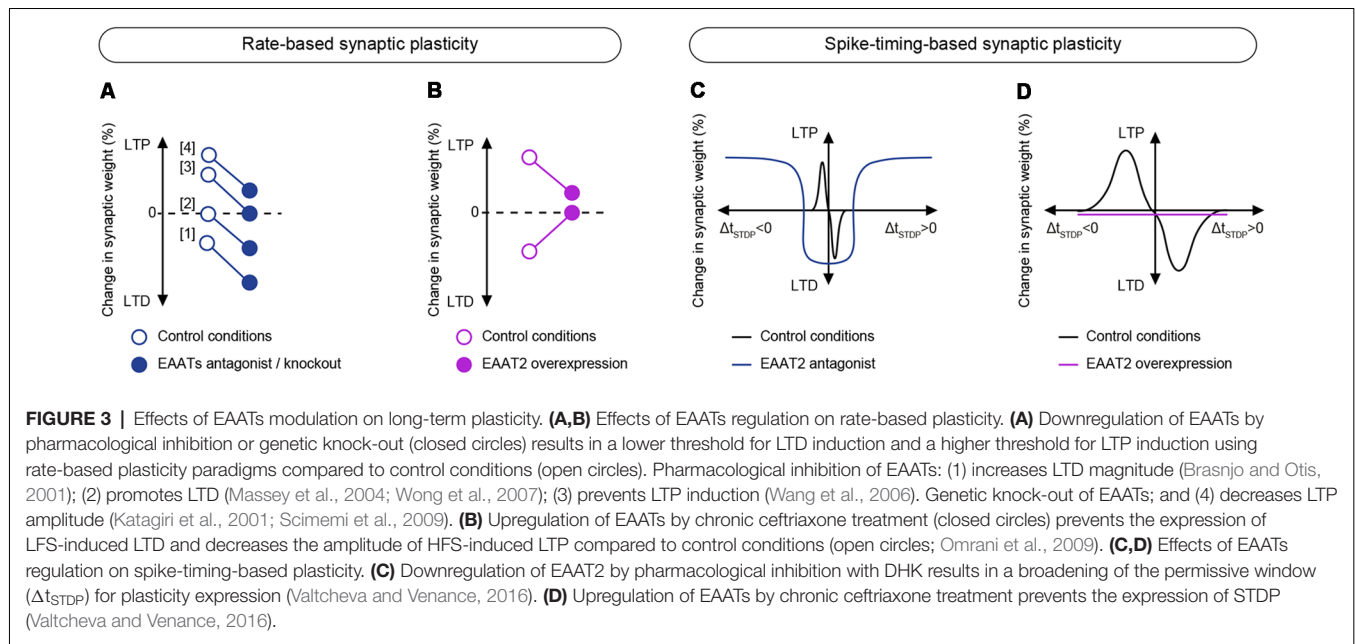 Rate-based synaptic plasticity
Spike-timing-based synaptic plasticity
A
Change in synaptic weight (%)
LTP
0
LTD
[4]
[3]
[2]
[1]
Control conditions
EAATs antagonist / knockout
B
Change in synaptic weight (%)
LTP
0
LTD
Control conditions
EAAT2 overexpression
C
Change in synaptic weight (%)
LTP
Δt_STDP<0
Δt_STDP>0
LTD
Control conditions
EAAT2 antagonist
D
Change in synaptic weight (%)
LTP
Δt_STDP<0
Δt_STDP>0
LTD
Control conditions
EAAT2 overexpression
FIGURE 3 | Effects of EAATs modulation on long-term plasticity. (A,B) Effects of EAATs regulation on rate-based plasticity. (A) Downregulation of EAATs by
pharmacological inhibition or genetic knock-out (closed circles) results in a lower threshold for LTD induction and a higher threshold for LTP induction using
rate-based plasticity paradigms compared to control conditions (open circles). Pharmacological inhibition of EAATs: (1) increases LTD magnitude (Brasnjo and Otis,
2001); (2) promotes LTD (Massey et al., 2004; Wong et al., 2007); (3) prevents LTP induction (Wang et al., 2006). Genetic knock-out of EAATs; and (4) decreases LTP
amplitude (Katagiri et al., 2001; Scimemi et al., 2009). (B) Upregulation of EAATs by chronic ceftriaxone treatment (closed circles) prevents the expression of
LFS-induced LTD and decreases the amplitude of HFS-induced LTP compared to control conditions (open circles; Omrani et al., 2009). (C,D) Effects of EAATs
regulation on spike-timing-based plasticity. (C) Downregulation of EAAT2 by pharmacological inhibition with DHK results in a broadening of the permissive window
(Δt_STDP) for plasticity expression (Valtcheva and Venance, 2016). (D) Upregulation of EAATs by chronic ceftriaxone treatment prevents the expression of STDP
(Valtcheva and Venance, 2016).